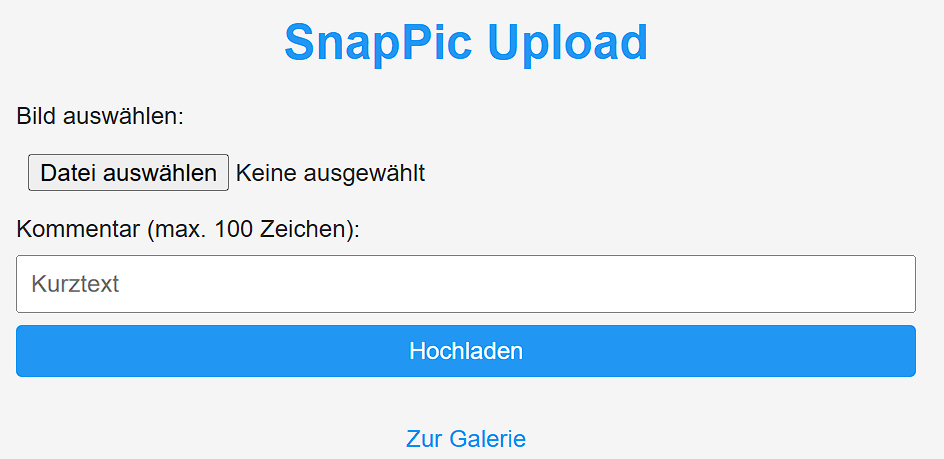 SnapPic Upload
Bild auswählen:
Datei auswählen Keine ausgewählt
Kommentar (max. 100 Zeichen):
Kurztext
Hochladen
Zur Galerie